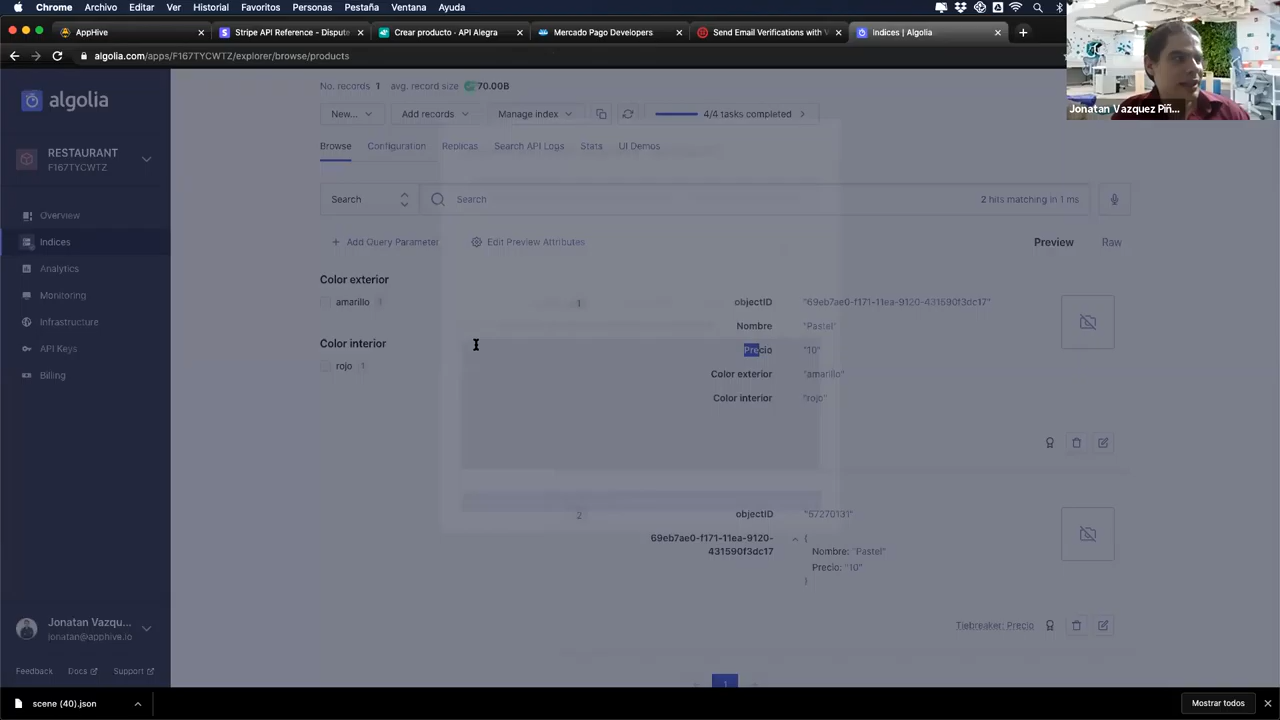 Chrome Archivo Editar Ver Historial Favoritos Personas Pestaña Ventana Ayuda
AppHive Stripe API Reference - Dispute Crear producto · API Alegra Mercado Pago Developers Send Email Verifications with Indices | Algolia
algolia.com/apps/F167TYCWTZ/explorer/browse/products
Jonatan Vazquez Piñ...
algolia
No. records 1 avg. record size 70.00B
New... Add records Manage index 4/4 tasks completed
RESTAURANT
F167TYCWTZ
Browse Configuration Replicas Search API Logs Stats UI Demos
Search Search 2 hits matching in 1 ms
Overview
Indices
Analytics
Monitoring
Infrastructure
API Keys
Billing
Add Query Parameter Edit Preview Attributes Preview Raw
Color exterior
amarillo 1
Color interior
rojo 1
1
objectID "69eb7ae0-f171-11ea-9120-431590f3dc17"
Nombre "Pastel"
Precio "10"
Color exterior "amarillo"
Color interior "rojo"
2
objectID "57270131"
69eb7ae0-f171-11ea-9120-431590f3dc17 {
Nombre: "Pastel"
Precio: "10"
}
Tiebreaker: Precio
1
Jonatan Vazqu...
jonatan@apphive.io
Feedback Docs Support
scene (40).json Mostrar todos